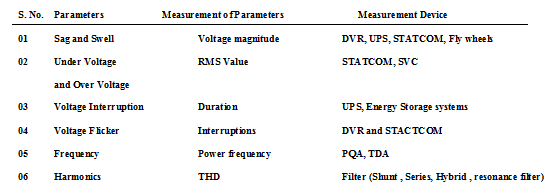 S. No. Parameters Measurement of Parameters Measurement Device
01 Sag and Swell Voltage magnitude DVR, UPS, STATCOM, Fly wheels
02 Under Voltage RMS Value STATCOM, SVC
and Over Voltage
03 Voltage Interruption Duration UPS, Energy Storage systems
04 Voltage Flicker Interruptions DVR and STACTCOM
05 Frequency Power frequency PQA, TDA
06 Harmonics THD Filter (Shunt , Series, Hybrid , resonance filter)